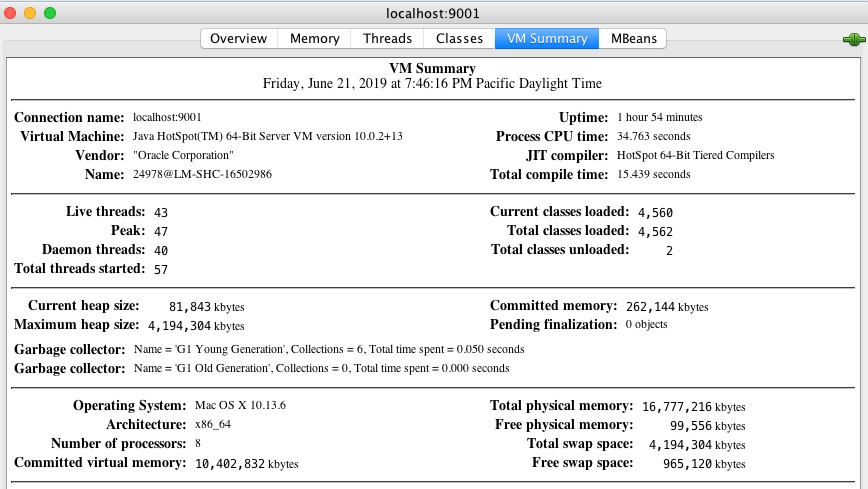 localhost:9001
Overview Memory Threads Classes VM Summary MBeans
VM Summary
Friday, June 21, 2019 at 7:46:16 PM Pacific Daylight Time
Connection name: localhost:9001 Uptime: 1 hour 54 minutes
Virtual Machine: Java HotSpot(TM) 64-Bit Server VM version 10.0.2+13 Process CPU time: 34.763 seconds
Vendor: "Oracle Corporation" JIT compiler: HotSpot 64-Bit Tiered Compilers
Name: 24978@LM-SHC-16502986 Total compile time: 15.439 seconds
Live threads: 43 Current classes loaded: 4,560
Peak: 47 Total classes loaded: 4,562
Daemon threads: 40 Total classes unloaded: 2
Total threads started: 57
Current heap size: 81,843 kbytes Committed memory: 262,144 kbytes
Maximum heap size: 4,194,304 kbytes Pending finalization: 0 objects
Garbage collector: Name = 'G1 Young Generation', Collections = 6, Total time spent = 0.050 seconds
Garbage collector: Name = 'G1 Old Generation', Collections = 0, Total time spent = 0.000 seconds
Operating System: Mac OS X 10.13.6 Total physical memory: 16,777,216 kbytes
Architecture: x86_64 Free physical memory: 99,556 kbytes
Number of processors: 8 Total swap space: 4,194,304 kbytes
Committed virtual memory: 10,402,832 kbytes Free swap space: 965,120 kbytes